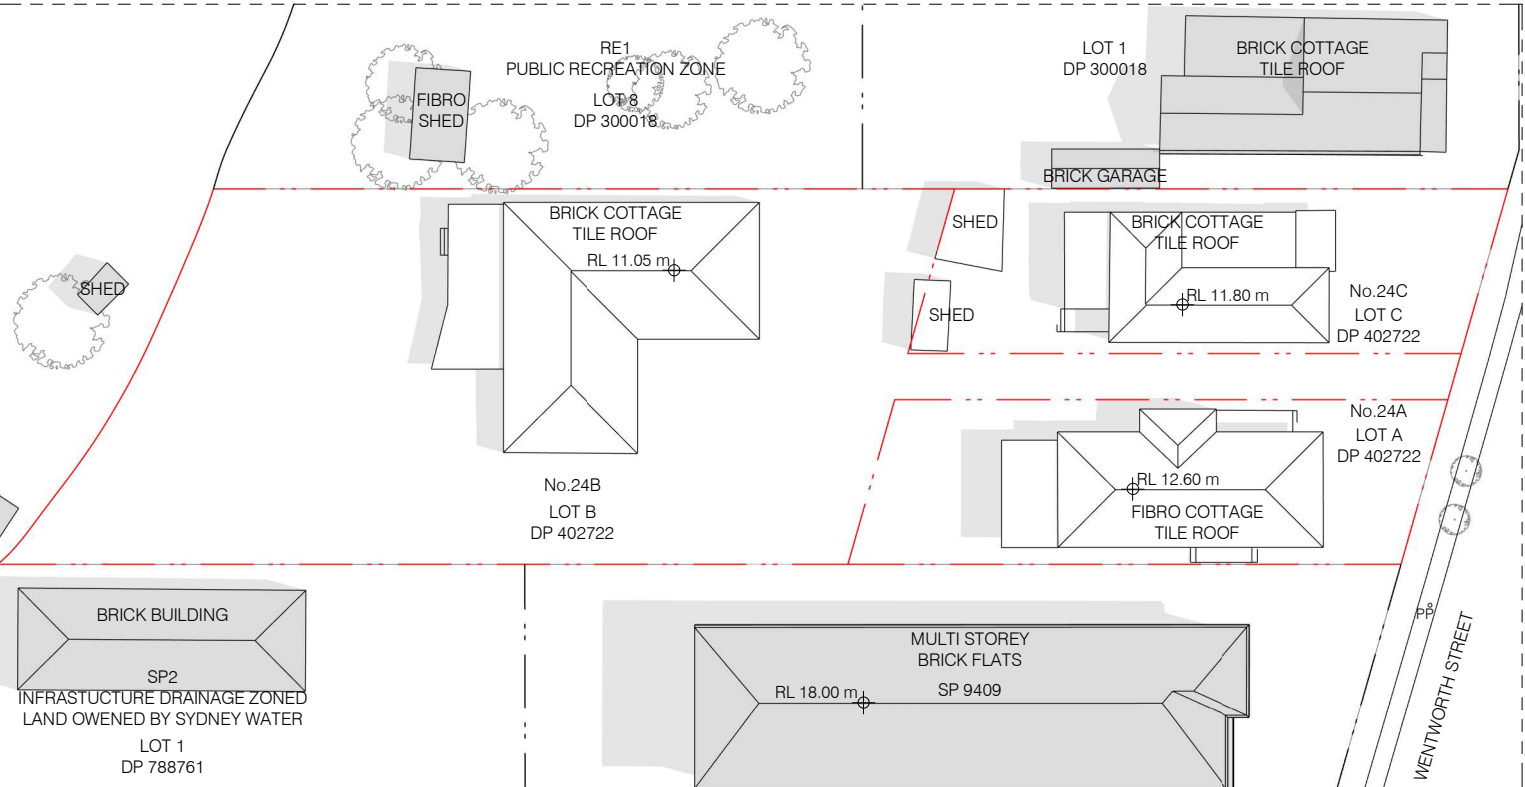 RE1
PUBLIC RECREATION ZONE
LOT 8
DP 300018
FIBRO
SHED
LOT 1
DP 300018
BRICK COTTAGE
TILE ROOF
BRICK GARAGE
BRICK COTTAGE
TILE ROOF
RL 11.05 m
SHED
SHED
SHED
BRICK COTTAGE
TILE ROOF
RL 11.80 m
No.24C
LOT C
DP 402722
No.24A
LOT A
DP 402722
RL 12.60 m
FIBRO COTTAGE
TILE ROOF
No.24B
LOT B
DP 402722
BRICK BUILDING
SP2
INFRASTUCTURE DRAINAGE ZONED
LAND OWENED BY SYDNEY WATER
LOT 1
DP 788761
MULTI STOREY
BRICK FLATS
SP 9409
RL 18.00 m
PP
WENTWORTH STREET